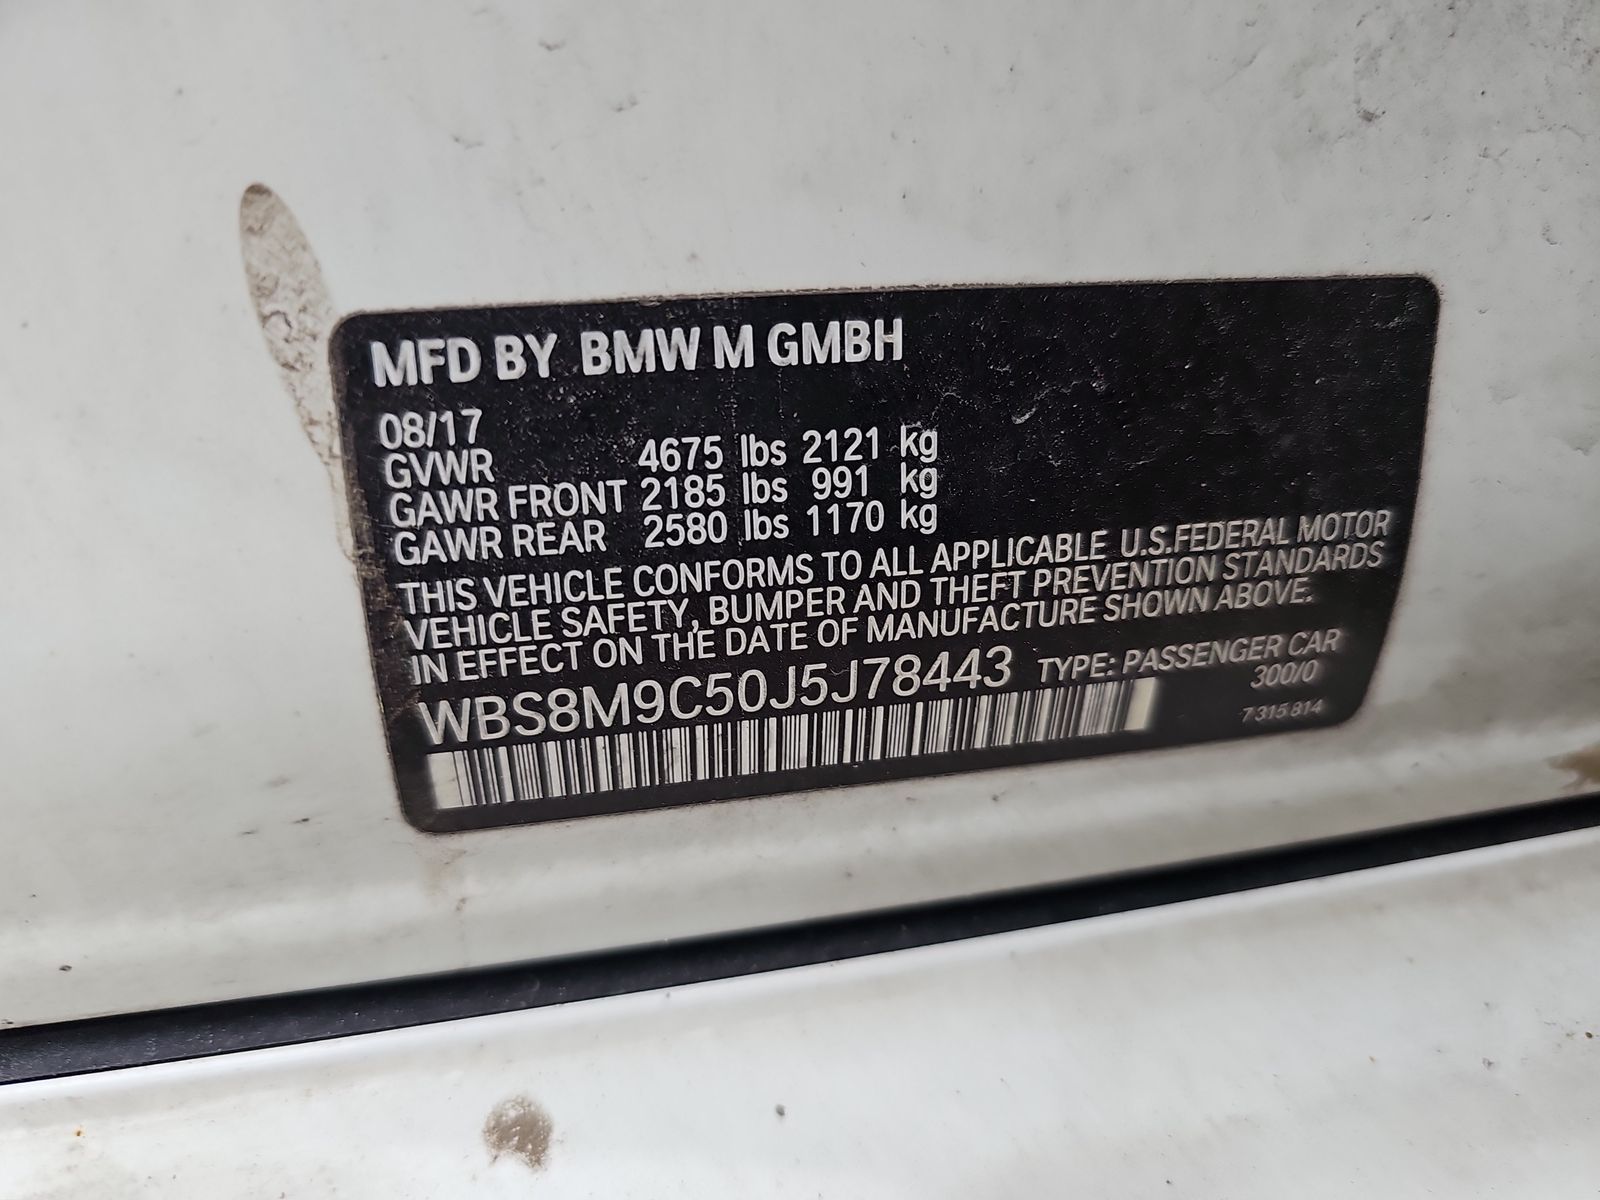 MFD BY BMW M GMBH
08/17
GVWR 4675 lbs 2121 kg
GAWR FRONT 2185 lbs 991 kg
GAWR REAR 2580 lbs 1170 kg
THIS VEHICLE CONFORMS TO ALL APPLICABLE U.S.FEDERAL MOTOR
VEHICLE SAFETY, BUMPER AND THEFT PREVENTION STANDARDS
IN EFFECT ON THE DATE OF MANUFACTURE SHOWN ABOVE.
WBS8M9C50J5J78443 TYPE: PASSENGER CAR
300/0
7 315 814